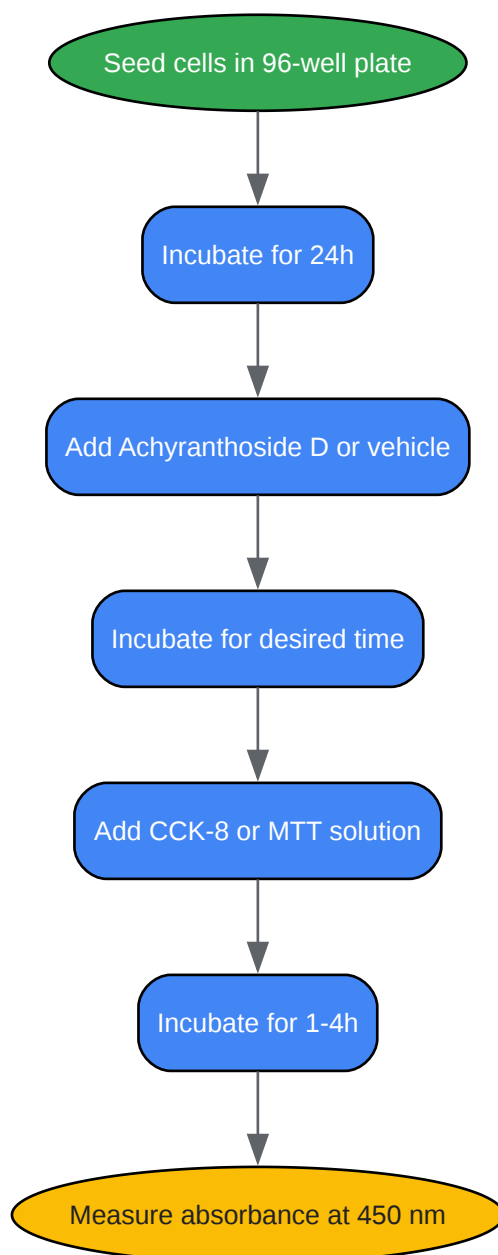 Seed cells in 96-well plate
Incubate for 24h
Add Achyranthoside D or vehicle
Incubate for desired time
Add CCK-8 or MTT solution
Incubate for 1-4h
Measure absorbance at 450 nm